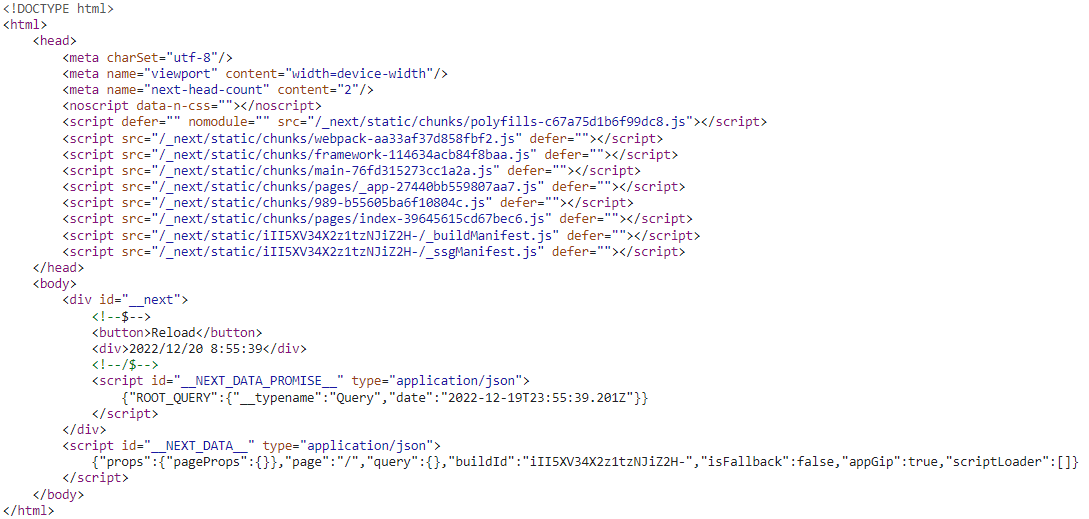 <!DOCTYPE html>
<html>
<head>
<meta charSet="utf-8"/>
<meta name="viewport" content="width=device-width"/>
<meta name="next-head-count" content="2"/>
<noscript data-n-css=""></noscript>
<script defer="" nomodule="" src="/_next/static/chunks/polyfills-c67a75d1b6f99dc8.js"></script>
<script src="/_next/static/chunks/webpack-aa33af37d858fbf2.js" defer=""></script>
<script src="/_next/static/chunks/framework-114634acb84f8baa.js" defer=""></script>
<script src="/_next/static/chunks/main-76fd315273cc1a2a.js" defer=""></script>
<script src="/_next/static/chunks/pages/_app-27440bb559807aa7.js" defer=""></script>
<script src="/_next/static/chunks/989-b55605ba6f10804c.js" defer=""></script>
<script src="/_next/static/chunks/pages/index-39645615cd67bec6.js" defer=""></script>
<script src="/_next/static/iII5XV34X2z1tzNJiZ2H-/_buildManifest.js" defer=""></script>
<script src="/_next/static/iII5XV34X2z1tzNJiZ2H-/_ssgManifest.js" defer=""></script>
</head>
<body>
<div id="__next">
<!--$-->
<button>Reload</button>
<div>2022/12/20 8:55:39</div>
<!--/$-->
<script id="__NEXT_DATA_PROMISE__" type="application/json">
{"ROOT_QUERY":{"__typename":"Query","date":"2022-12-19T23:55:39.201Z"}}
</script>
</div>
<script id="__NEXT_DATA__" type="application/json">
{"props":{"pageProps":{}},"page":"/","query":{},"buildId":"iII5XV34X2z1tzNJiZ2H-","isFallback":false,"appGip":true,"scriptLoader":[]}
</script>
</body>
</html>